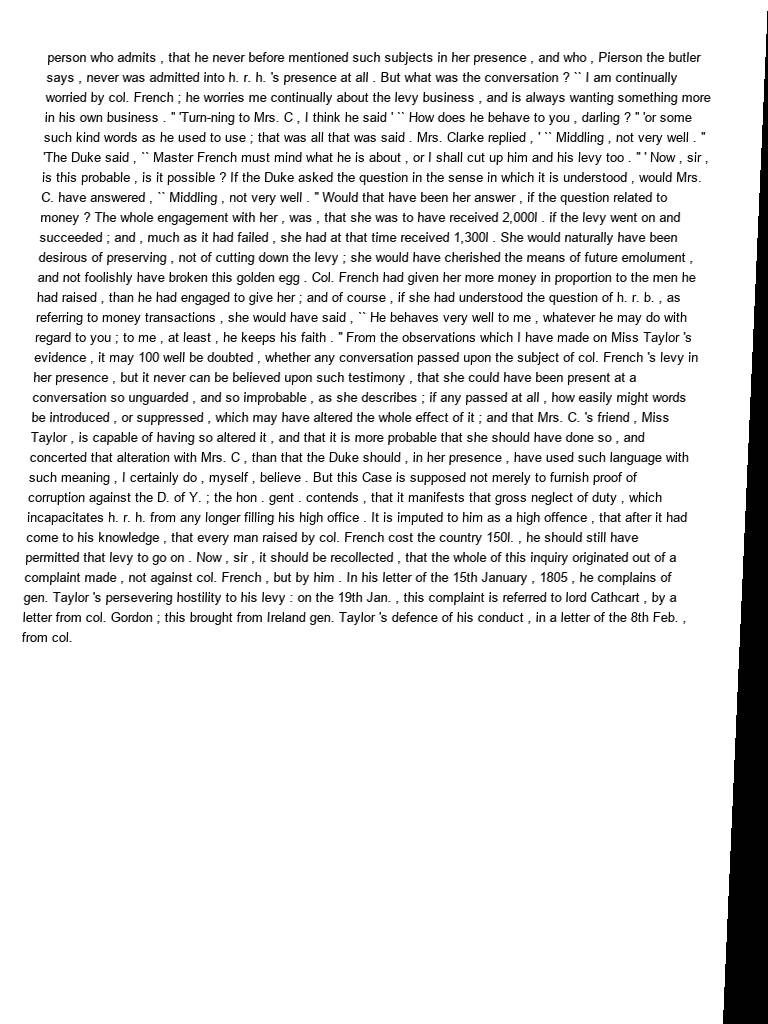 person who admits , that he never before mentioned such subjects in her presence , and who , Pierson the butler
says , never was admitted into h. r. h. 's presence at all . But what was the conversation ? `` I am continually
worried by col. French ; he worries me continually about the levy business , and is always wanting something more
in his own business . " 'Turn-ning to Mrs. C , I think he said ' `` How does he behave to you , darling ? " 'or some
such kind words as he used to use ; that was all that was said . Mrs. Clarke replied , ' `` Middling , not very well . "
'The Duke said , `` Master French must mind what he is about , or I shall cut up him and his levy too . " ' Now , sir ,
is this probable , is it possible ? If the Duke asked the question in the sense in which it is understood , would Mrs.
C. have answered , `` Middling , not very well . " Would that have been her answer , if the question related to
money ? The whole engagement with her , was , that she was to have received 2,000l . if the levy went on and
succeeded ; and , much as it had failed , she had at that time received 1,300l . She would naturally have been
desirous of preserving , not of cutting down the levy ; she would have cherished the means of future emolument ,
and not foolishly have broken this golden egg . Col. French had given her more money in proportion to the men he
had raised , than he had engaged to give her ; and of course , if she had understood the question of h. r. b. , as
referring to money transactions , she would have said , `` He behaves very well to me , whatever he may do with
regard to you ; to me , at least , he keeps his faith . " From the observations which I have made on Miss Taylor 's
evidence , it may 100 well be doubted , whether any conversation passed upon the subject of col. French 's levy in
her presence , but it never can be believed upon such testimony , that she could have been present at a
conversation so unguarded , and so improbable , as she describes ; if any passed at all , how easily might words
be introduced , or suppressed , which may have altered the whole effect of it ; and that Mrs. C. 's friend , Miss
Taylor , is capable of having so altered it , and that it is more probable that she should have done so , and
concerted that alteration with Mrs. C , than that the Duke should , in her presence , have used such language with
such meaning , I certainly do , myself , believe . But this Case is supposed not merely to furnish proof of
corruption against the D. of Y. ; the hon . gent . contends , that it manifests that gross neglect of duty , which
incapacitates h. r. h. from any longer filling his high office . It is imputed to him as a high offence , that after it had
come to his knowledge , that every man raised by col. French cost the country 150l. , he should still have
permitted that levy to go on . Now , sir , it should be recollected , that the whole of this inquiry originated out of a
complaint made , not against col. French , but by him . In his letter of the 15th January , 1805 , he complains of
gen. Taylor 's persevering hostility to his levy : on the 19th Jan. , this complaint is referred to lord Cathcart , by a
letter from col. Gordon ; this brought from Ireland gen. Taylor 's defence of his conduct , in a letter of the 8th Feb. ,
from col.